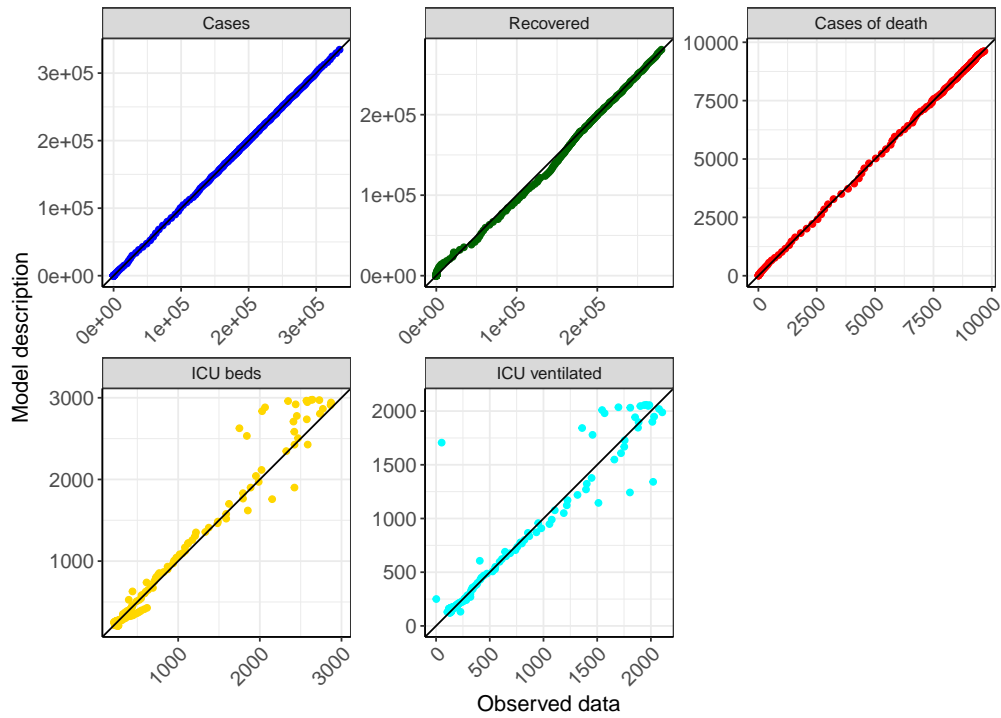 Cases
Recovered
Cases of death
3e+05
2e+05
1e+05
0e+00
0e+00
1e+05
2e+05
3e+05
2e+05
1e+05
0e+00
0e+00
1e+05
2e+05
10000
7500
5000
2500
0
0
2500
5000
7500
10000
Model description
ICU beds
ICU ventilated
3000
2000
1000
1000
2000
3000
2000
1500
1000
500
0
0
500
1000
1500
2000
Observed data